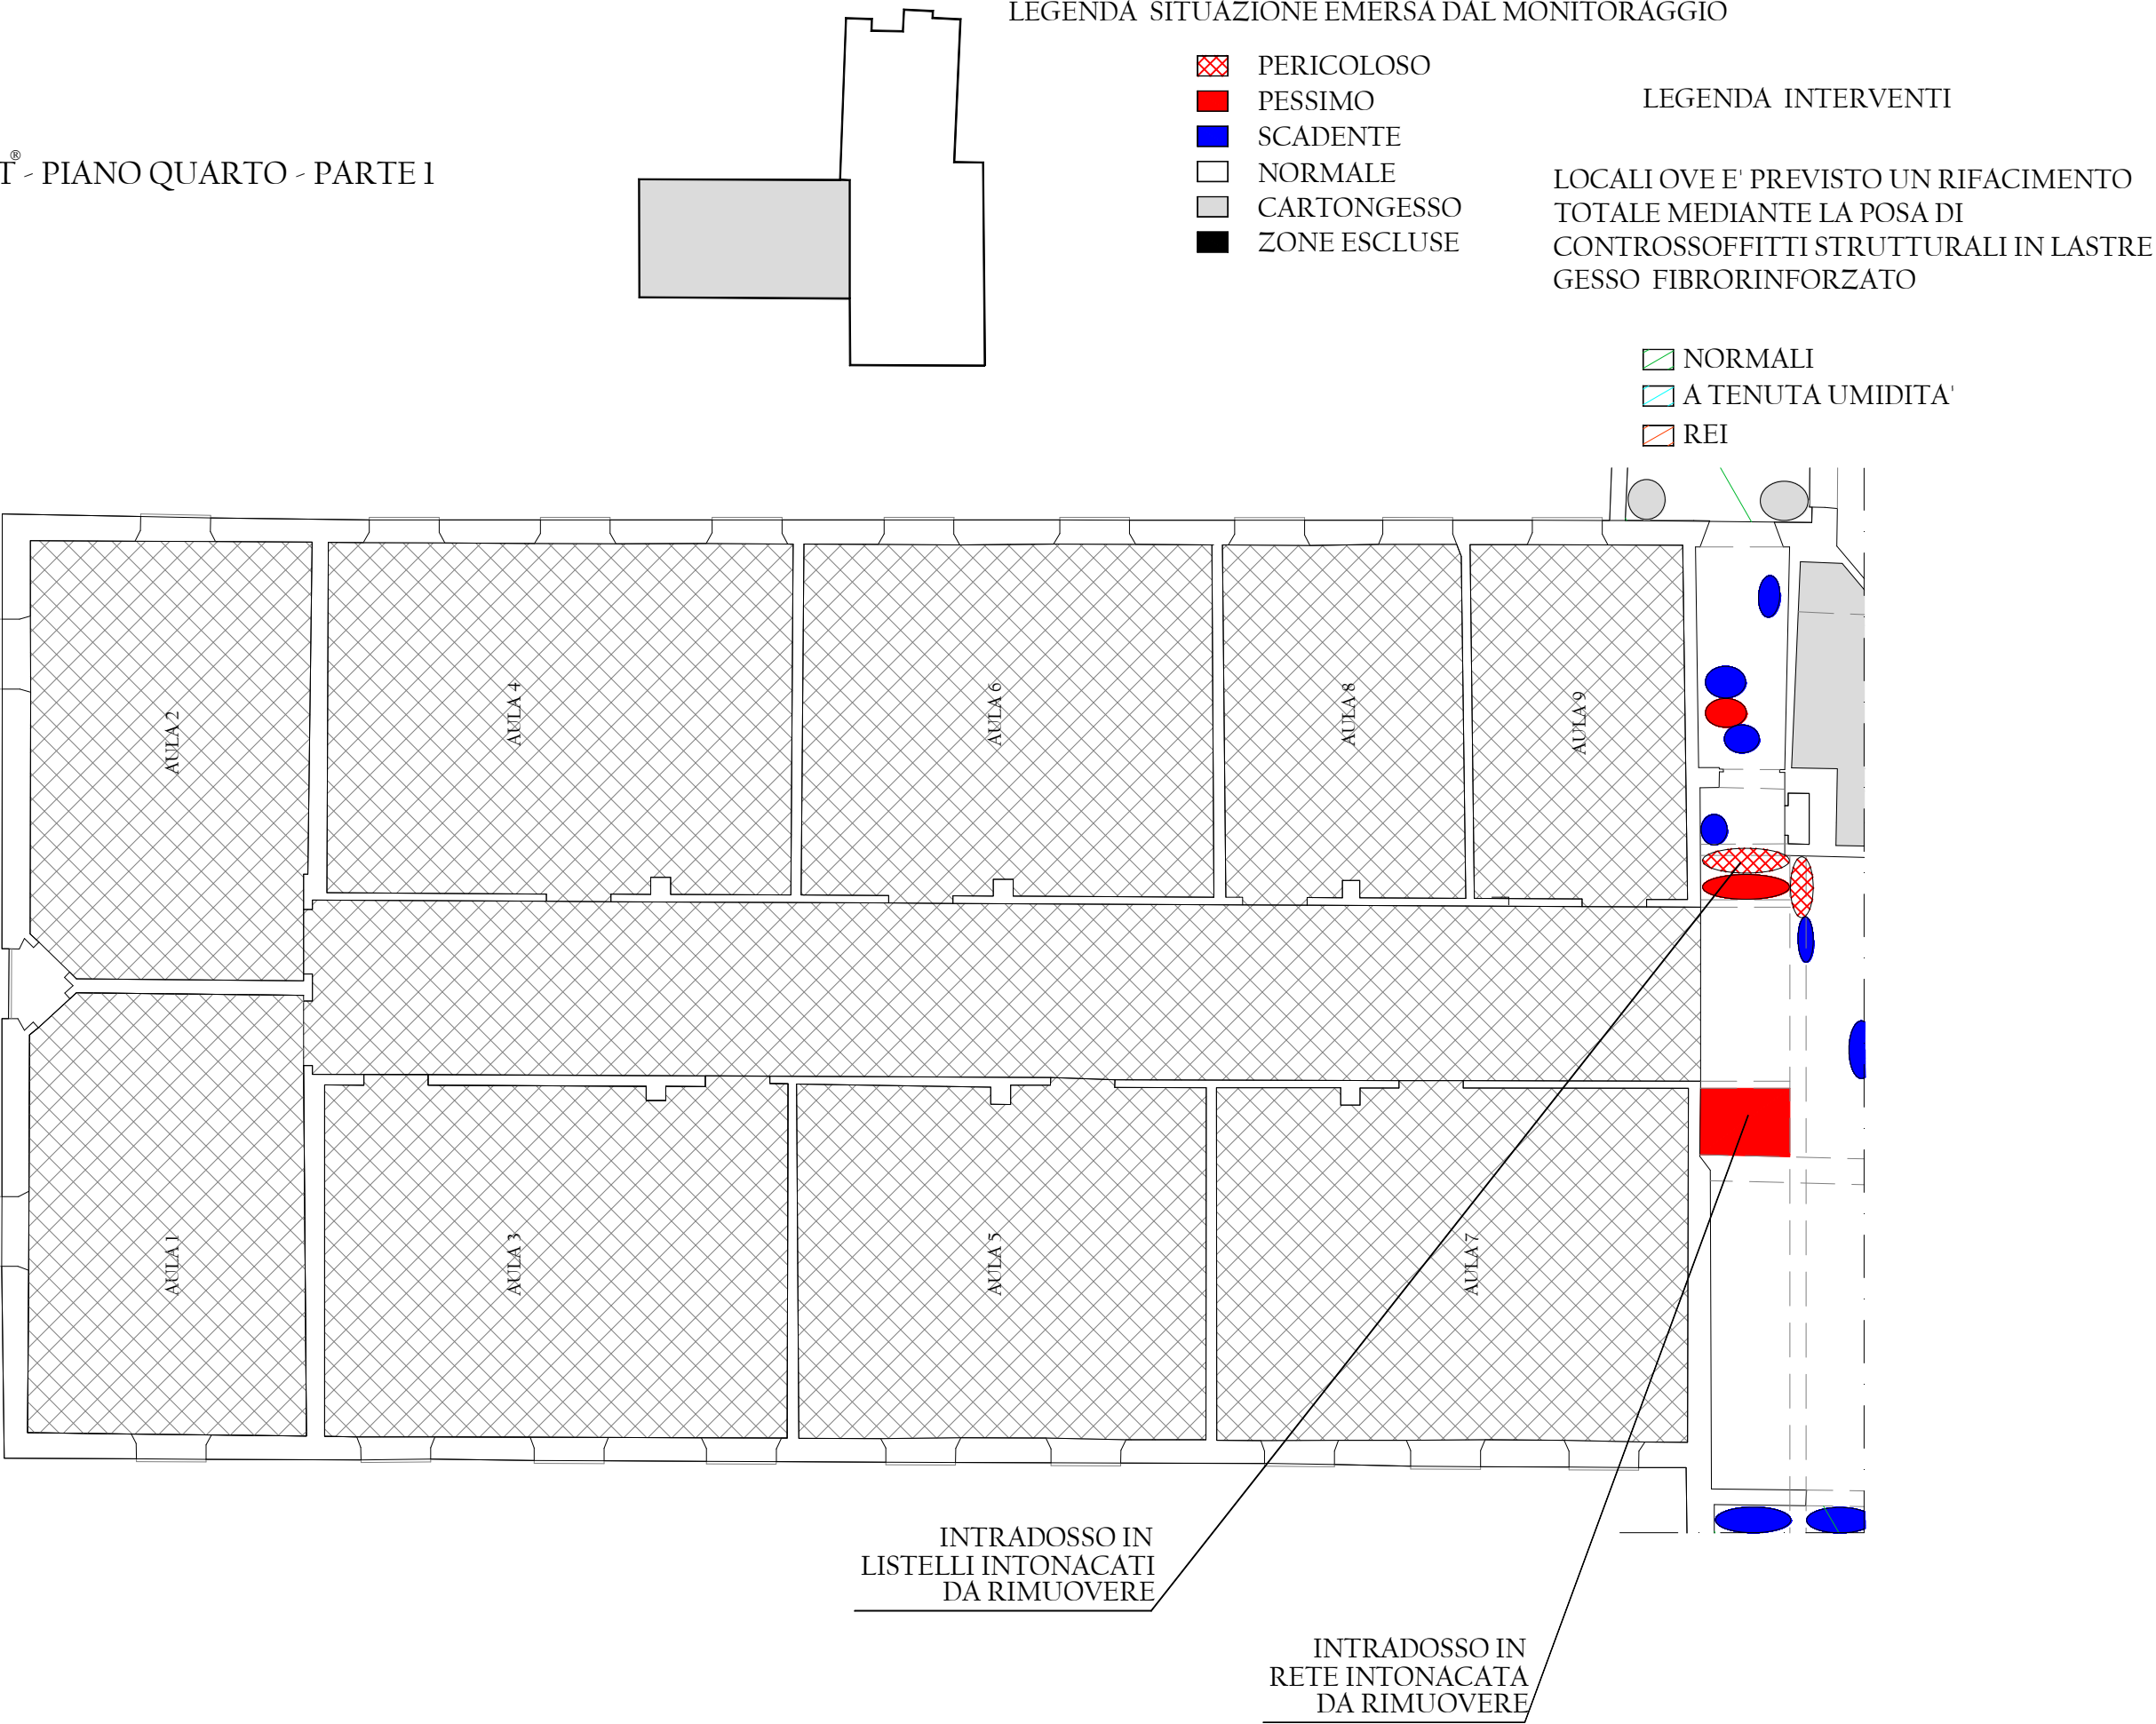 LEGENDA SITUAZIONE EMERSA DAL MONITORAGGIO
PERICOLOSO
PESSIMO
SCADENTE
NORMALE
CARTONGESSO
ZONE ESCLUSE
LEGENDA INTERVENTI
LOCALI OVE E' PREVISTO UN RIFACIMENTO
TOTALE MEDIANTE LA POSA DI
CONTROSSOFFITTI STRUTTURALI IN LASTRE
GESSO FIBRORINFORZATO
NORMALI
A TENUTA UMIDITA'
REI
T® - PIANO QUARTO - PARTE 1
AULA 2
AULA 4
AULA 6
AULA 8
AULA 9
AULA 1
AULA 3
AULA 5
AULA 7
INTRADOSSO IN
LISTELLI INTONACATI
DA RIMUOVERE
INTRADOSSO IN
RETE INTONACATA
DA RIMUOVERE